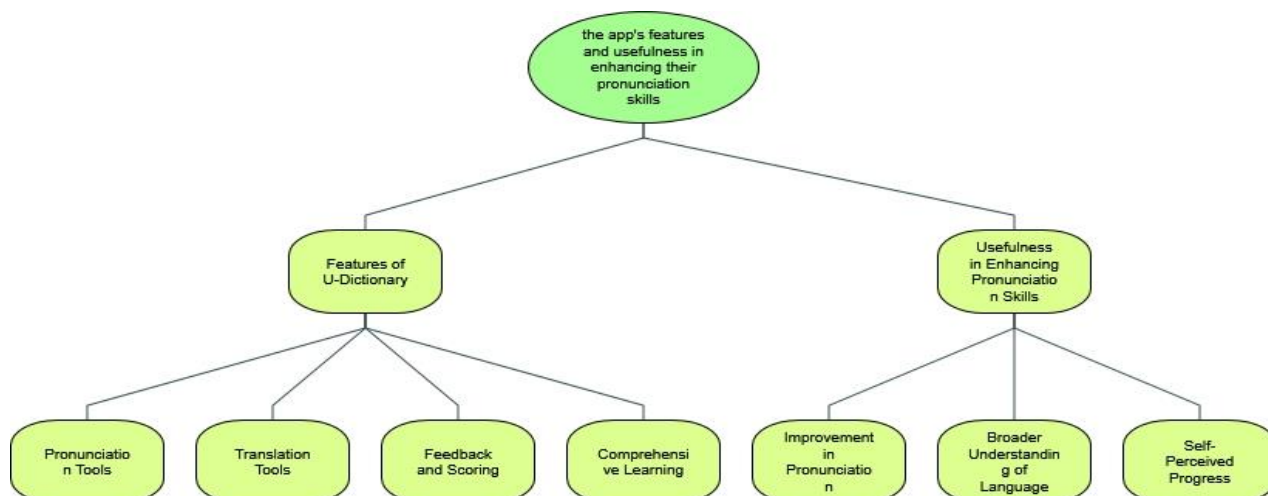 the app's features
and usefulness in
enhancing their
pronunciation
skills
Features of
U-Dictionary
Usefulness
in Enhancing
Pronunciatio
n Skills
Pronunciatio
n Tools
Translation
Tools
Feedback
and Scoring
Comprehensi
ve Learning
Improvement
in
Pronunciatio
n
Broader
Understandin
g of
Language
Self-
Perceived
Progress